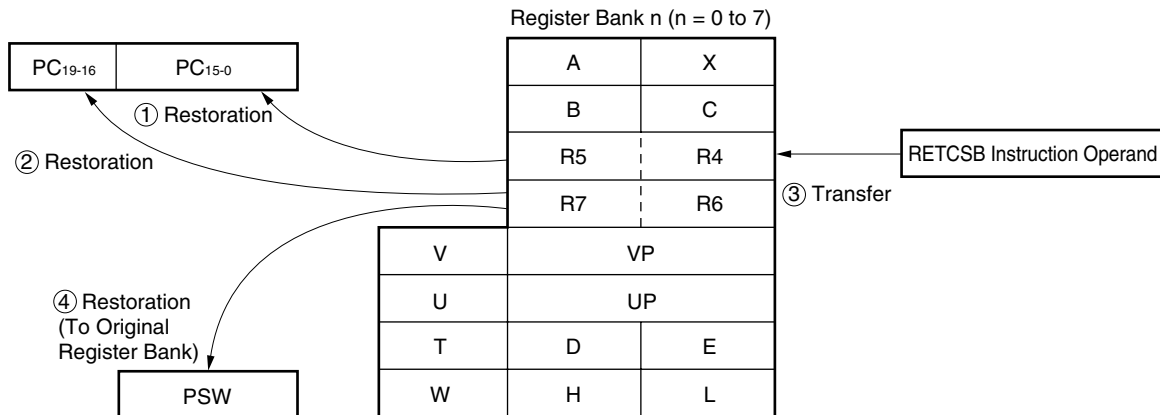 Register Bank n (n = 0 to 7)
PC19-16 PC15-0
A X
① Restoration
B C
② Restoration
R5 R4
RETCSB Instruction Operand
③ Transfer
R7 R6
V VP
④ Restoration
(To Original
Register Bank)
U UP
T D E
PSW
W H L